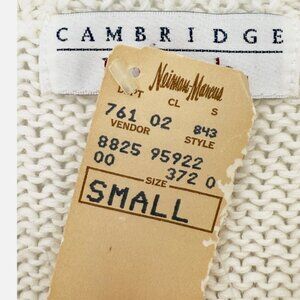 CAMBRIDGE
Neiman-Marcus
DEPT CL S
761 02 843
VENDOR STYLE
8825 95922
00 372 0
SIZE
SMALL